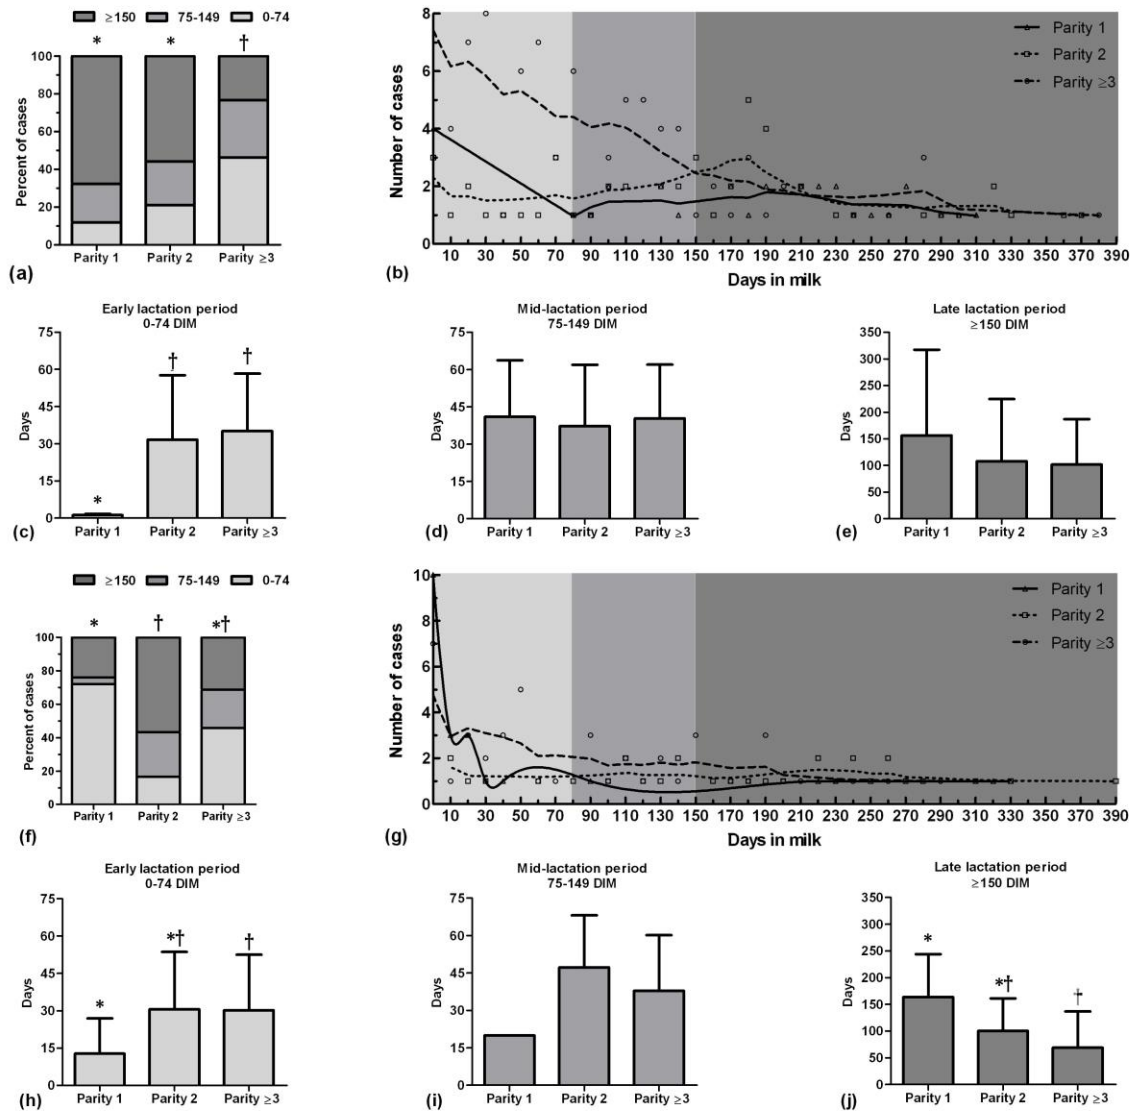 ≥150 75-149 0-74
* * †
Percent of cases
100
80
60
40
20
0
Parity 1 Parity 2 Parity ≥3
(a)
Number of cases
8
6
4
2
0
Parity 1
Parity 2
Parity ≥3
10 30 50 70 90 110 130 150 170 190 210 230 250 270 290 310 330 350 370 390
Days in milk
(b)
Early lactation period
0-74 DIM
Days
75
60
45
30
15
0
* † †
Parity 1 Parity 2 Parity ≥3
(c)
Mid-lactation period
75-149 DIM
Days
75
60
45
30
15
0
Parity 1 Parity 2 Parity ≥3
(d)
Late lactation period
≥150 DIM
Days
350
300
250
200
150
100
50
0
Parity 1 Parity 2 Parity ≥3
(e)
≥150 75-149 0-74
* † *†
Percent of cases
100
80
60
40
20
0
Parity 1 Parity 2 Parity ≥3
(f)
Number of cases
10
8
6
4
2
0
Parity 1
Parity 2
Parity ≥3
10 30 50 70 90 110 130 150 170 190 210 230 250 270 290 310 330 350 370 390
Days in milk
(g)
Early lactation period
0-74 DIM
Days
75
60
45
30
15
0
* *† †
Parity 1 Parity 2 Parity ≥3
(h)
Mid-lactation period
75-149 DIM
Days
75
60
45
30
15
0
Parity 1 Parity 2 Parity ≥3
(i)
Late lactation period
≥150 DIM
Days
350
300
250
200
150
100
50
0
* *† †
Parity 1 Parity 2 Parity ≥3
(j)